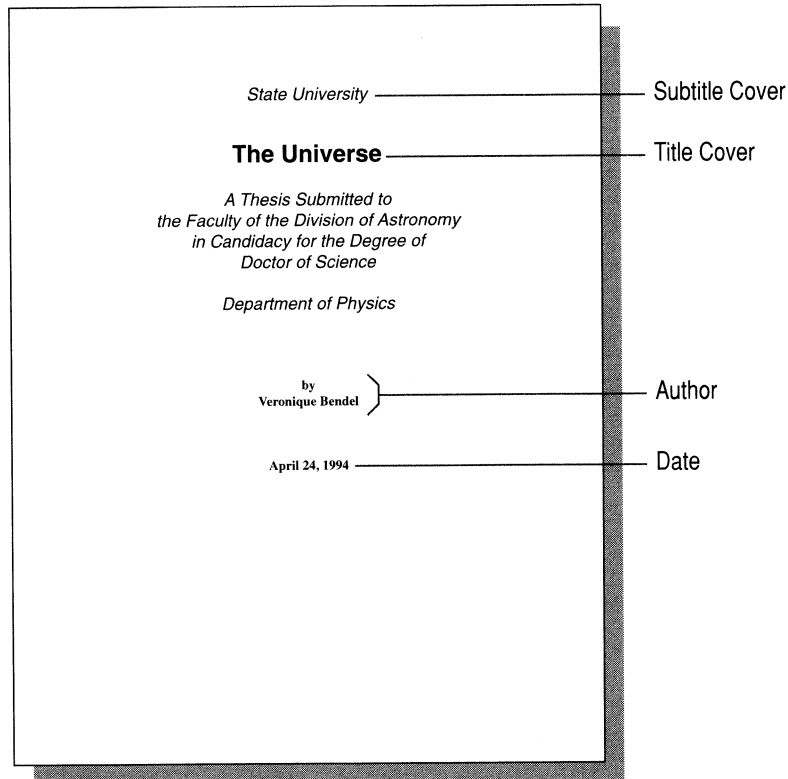 State University
Subtitle Cover
The Universe
Title Cover
A Thesis Submitted to
the Faculty of the Division of Astronomy
in Candidacy for the Degree of
Doctor of Science
Department of Physics
by
Veronique Bendel
Author
April 24, 1994
Date